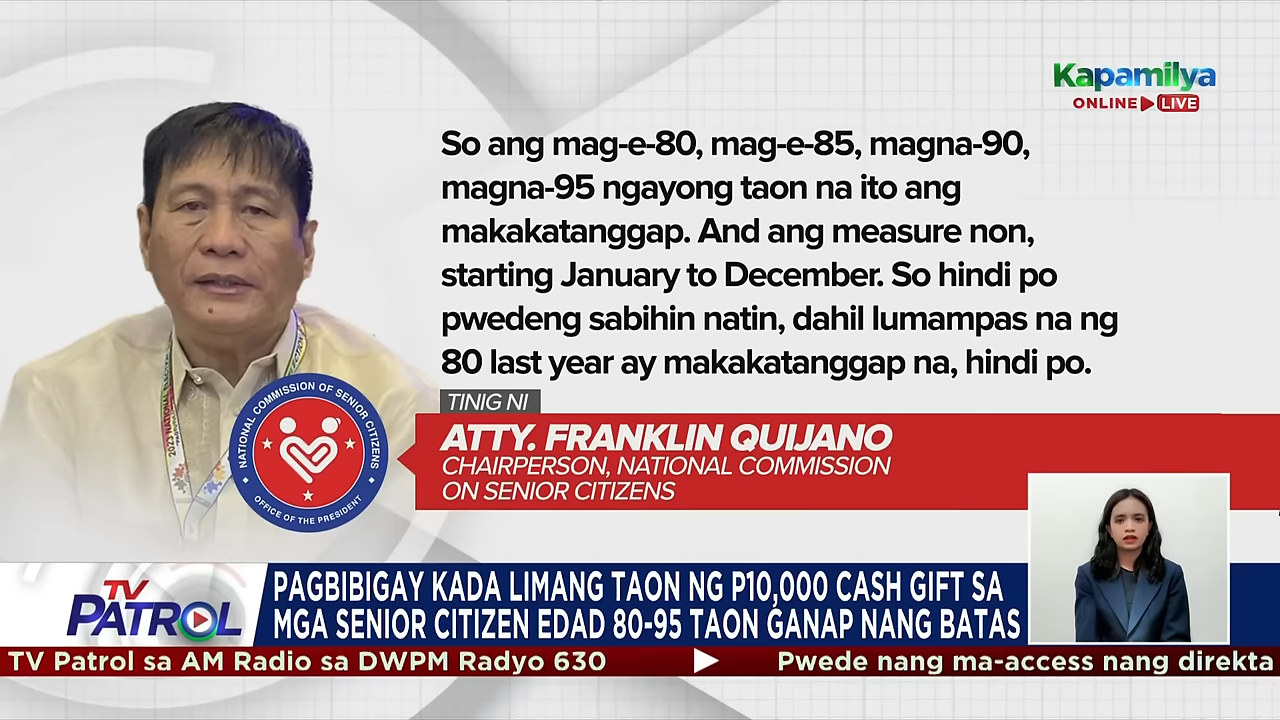 Kapamilya
ONLINE LIVE
So ang mag-e-80, mag-e-85, magna-90,
magna-95 ngayong taon na ito ang
makakatanggap. And ang measure non,
starting January to December. So hindi po
pwedeng sabihin natin, dahil lumampas na ng
80 last year ay makakatanggap na, hindi po.
TINIG NI
ATTY. FRANKLIN QUIJANO
CHAIRPERSON, NATIONAL COMMISSION
ON SENIOR CITIZENS
NATIONAL COMMISSION OF SENIOR CITIZENS
OFFICE OF THE PRESIDENT
TV PATROL
PAGBIBIGAY KADA LIMANG TAON NG P10,000 CASH GIFT SA
MGA SENIOR CITIZEN EDAD 80-95 TAON GANAP NANG BATAS
TV Patrol sa AM Radio sa DWPM Radyo 630 Pwede nang ma-access nang direkta